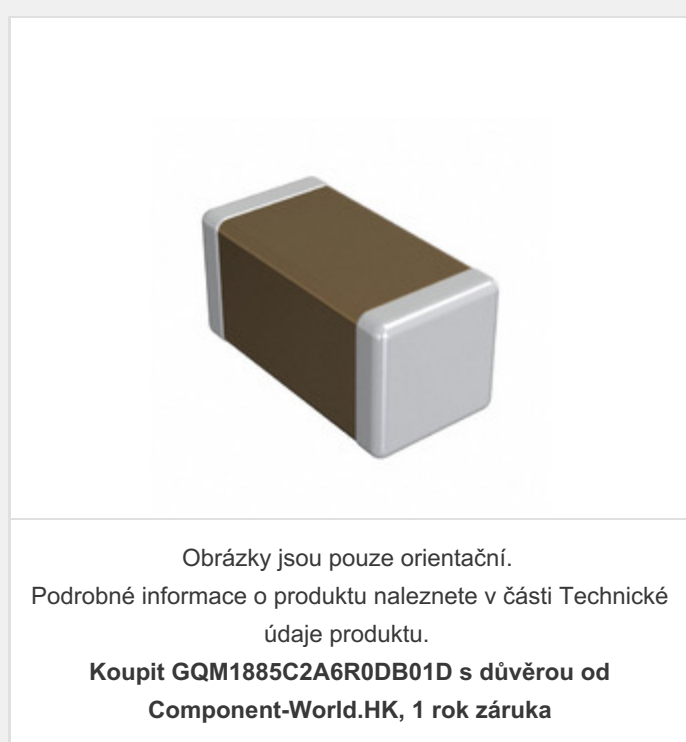 Obrázky jsou pouze orientační.
Podrobné informace o produktu naleznete v části Technické
údaje produktu.
Koupit GQM1885C2A6R0DB01D s důvěrou od
Component-World.HK, 1 rok záruka